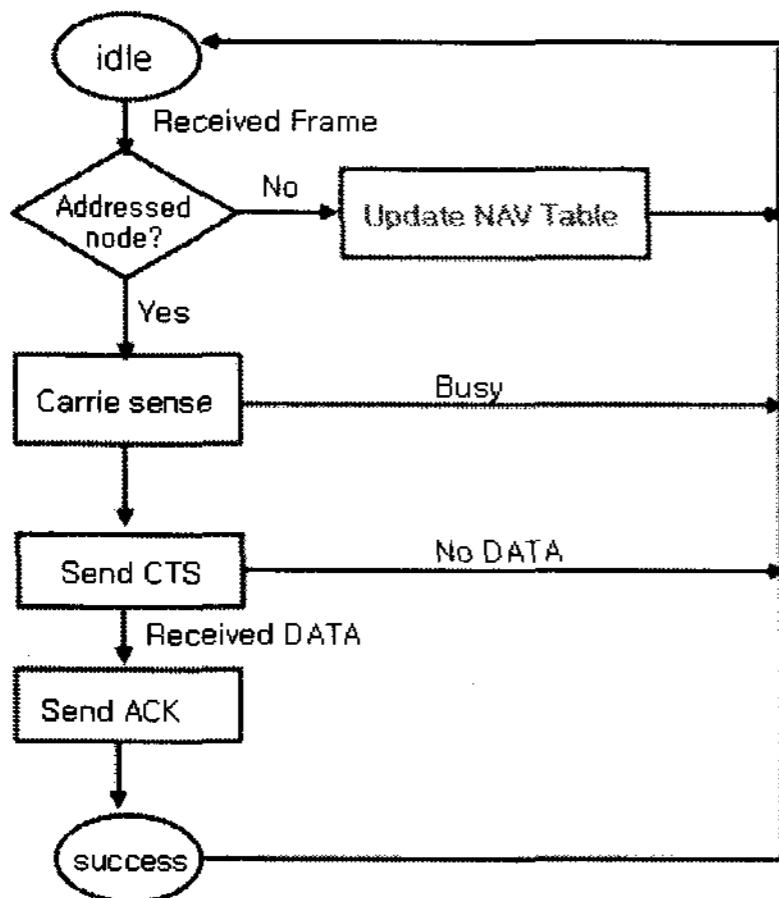 idle
Received Frame
Addressed
node?
No
Update NAV Table
Yes
Carrie sense
Busy
Send CTS
No DATA
Received DATA
Send ACK
success